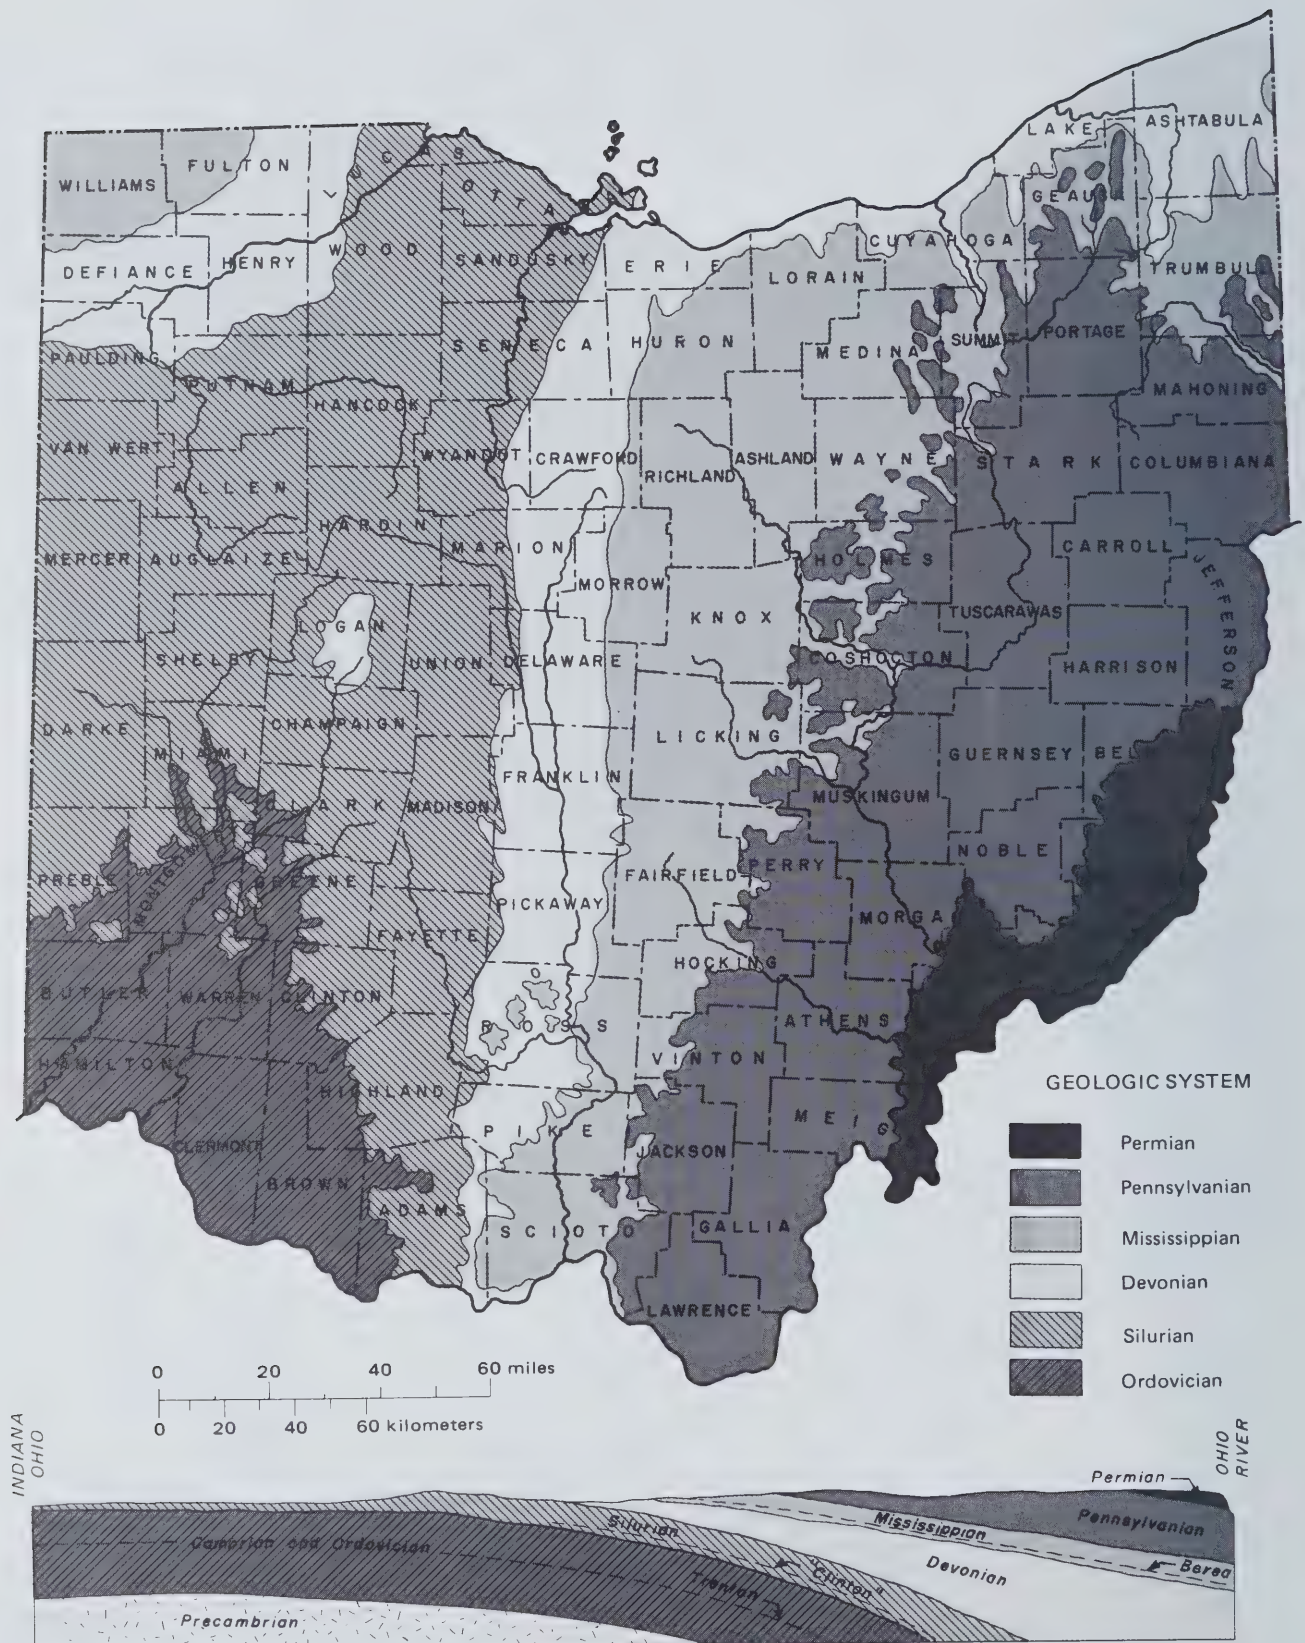 LAKE
ASHTABULA
FULTON
WILLIAMS
LUCAS
OTTAWA
GEAUGA
WOOD
HENRY
DEFIANCE
SANDUSKY
ERIE
LORAIN
CUYAHOGA
TRUMBULL
PAULDING
PUTNAM
SENECA
HURON
MEDINA
SUMMIT
PORTAGE
MAHONING
HANCOCK
VAN WERT
ALLEN
WYANDOT
CRAWFORD
RICHLAND
ASHLAND
WAYNE
STARK
COLUMBIANA
HARDIN
MERCER
AUGLAIZE
MARION
MORROW
HOLMES
CARROLL
JEFFERSON
LOGAN
KNOX
TUSCARAWAS
SHELBY
UNION
DELAWARE
COSHOCTON
HARRISON
DARKE
MIAMI
CHAMPAIGN
LICKING
GUERNSEY
BEL
FRANKLIN
ARK
MADISON
MUSKINGUM
NOBLE
PREBLE
MONTGOMERY
GREENE
FAIRFIELD
PERRY
PICKAWAY
MORGA
FAYETTE
HOCKING
BUTLER
WARREN
CLINTON
ROSS
ATHENS
HAMILTON
HIGHLAND
VINTON
MEIG
CLERMONT
PIKE
JACKSON
BROWN
ADAMS
SCIOTO
GALLIA
LAWRENCE
GEOLOGIC SYSTEM
Permian
Pennsylvanian
Mississippian
Devonian
Silurian
Ordovician
0 20 40 60 miles
0 20 40 60 kilometers
INDIANA
OHIO
OHIO
RIVER
Permian
Pennsylvanian
Mississippian
Silurian
Berea
Cambrian and Ordovician
Devonian
"Clinton"
Trenton
Precambrian